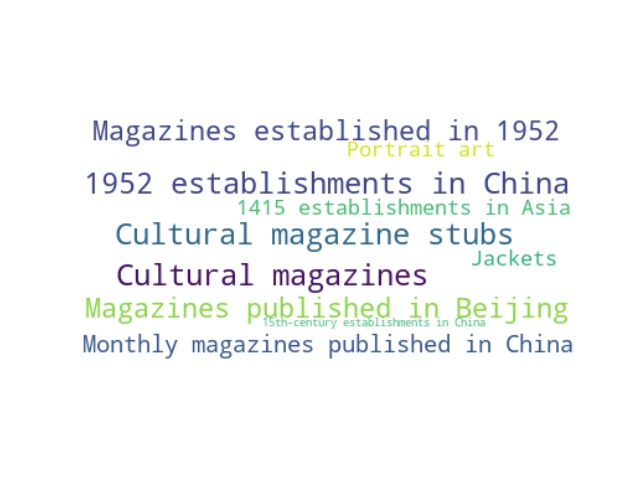 Magazines established in 1952
Portrait art
1952 establishments in China
1415 establishments in Asia
Cultural magazine stubs
Jackets
Cultural magazines
Magazines published in Beijing
15th-century establishments in China
Monthly magazines published in China